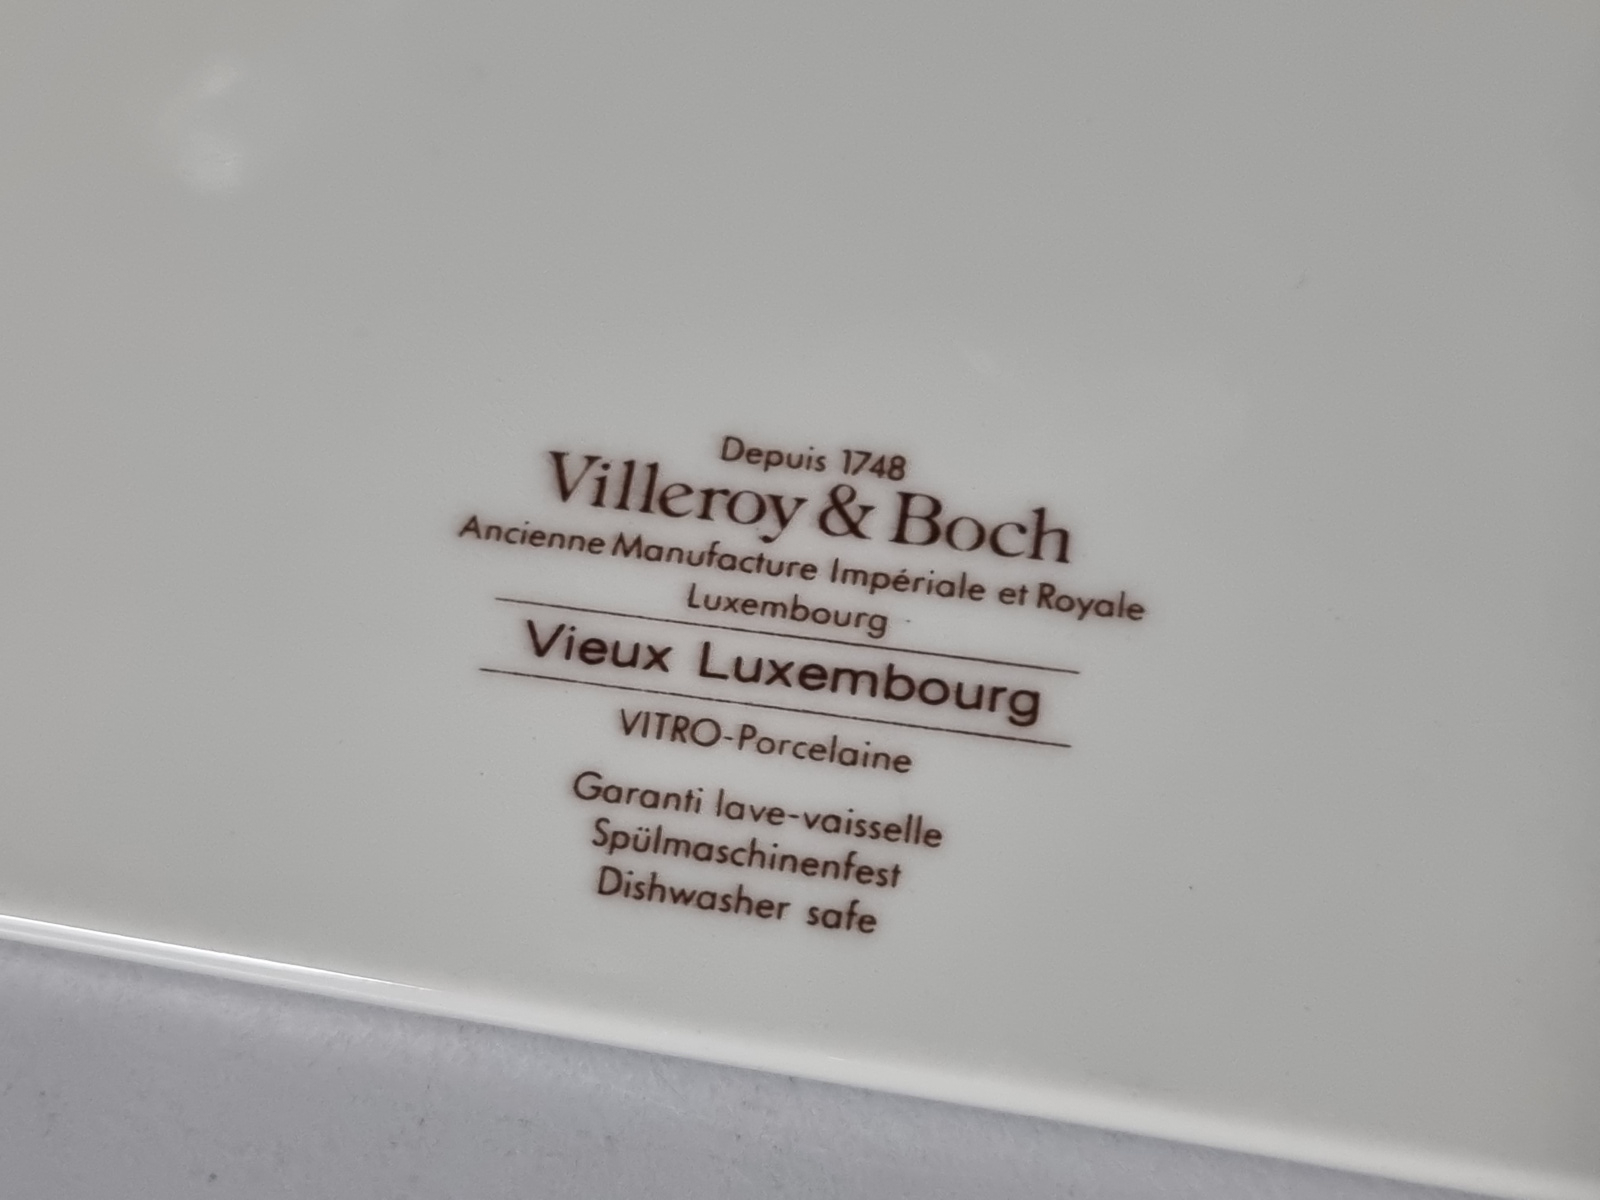 Depuis 1748
Villeroy & Boch
Ancienne Manufacture Impériale et Royale
Luxembourg
Vieux Luxembourg
VITRO-Porcelaine
Garanti lave-vaisselle
Spülmaschinenfest
Dishwasher safe